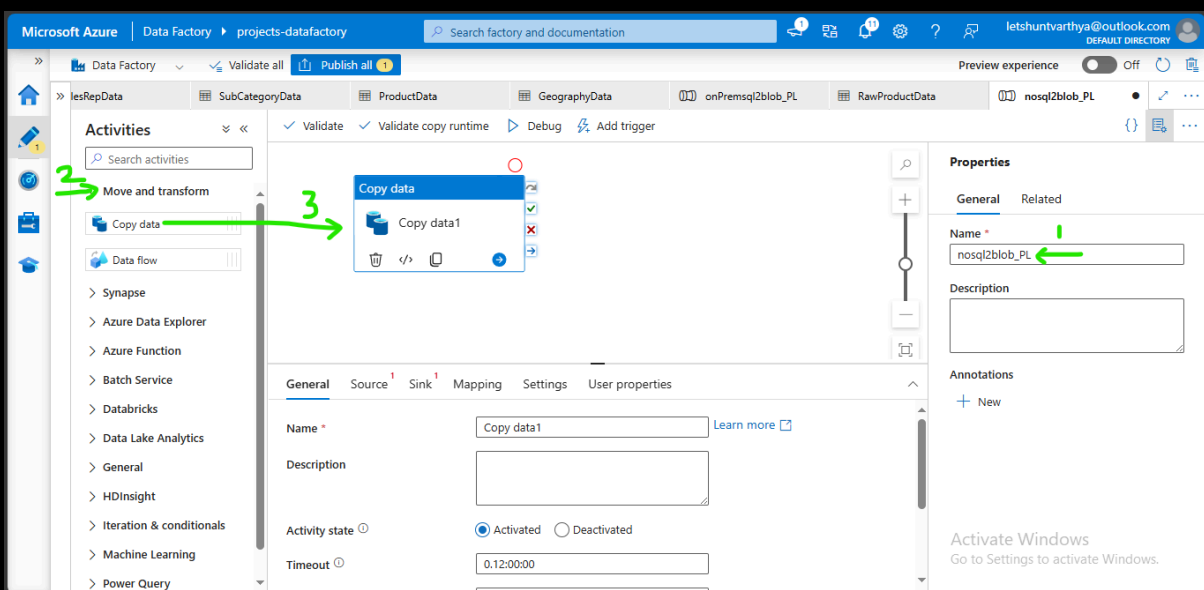 Microsoft Azure Data Factory projects-datafactory Search factory and documentation 1 11 letshuntvarthya@outlook.com
DEFAULT DIRECTORY
Data Factory Validate all Publish all 1 Preview experience Off
lesRepData SubCategoryData ProductData GeographyData onPremsql2blob_PL RawProductData nosql2blob_PL
Activities
Validate Validate copy runtime Debug Add trigger
1
Search activities
2
Move and transform
Copy data
3
Data flow
Synapse
Azure Data Explorer
Azure Function
Batch Service
Databricks
Data Lake Analytics
General
HDInsight
Iteration & conditionals
Machine Learning
Power Query
Copy data
Copy data1
General Source 1 Sink 1 Mapping Settings User properties
Name * Copy data1 Learn more
Description
Activity state Activated Deactivated
Timeout 0.12:00:00
Properties
General Related
Name * 1
nosql2blob_PL
Description
Annotations
New
Activate Windows
Go to Settings to activate Windows.